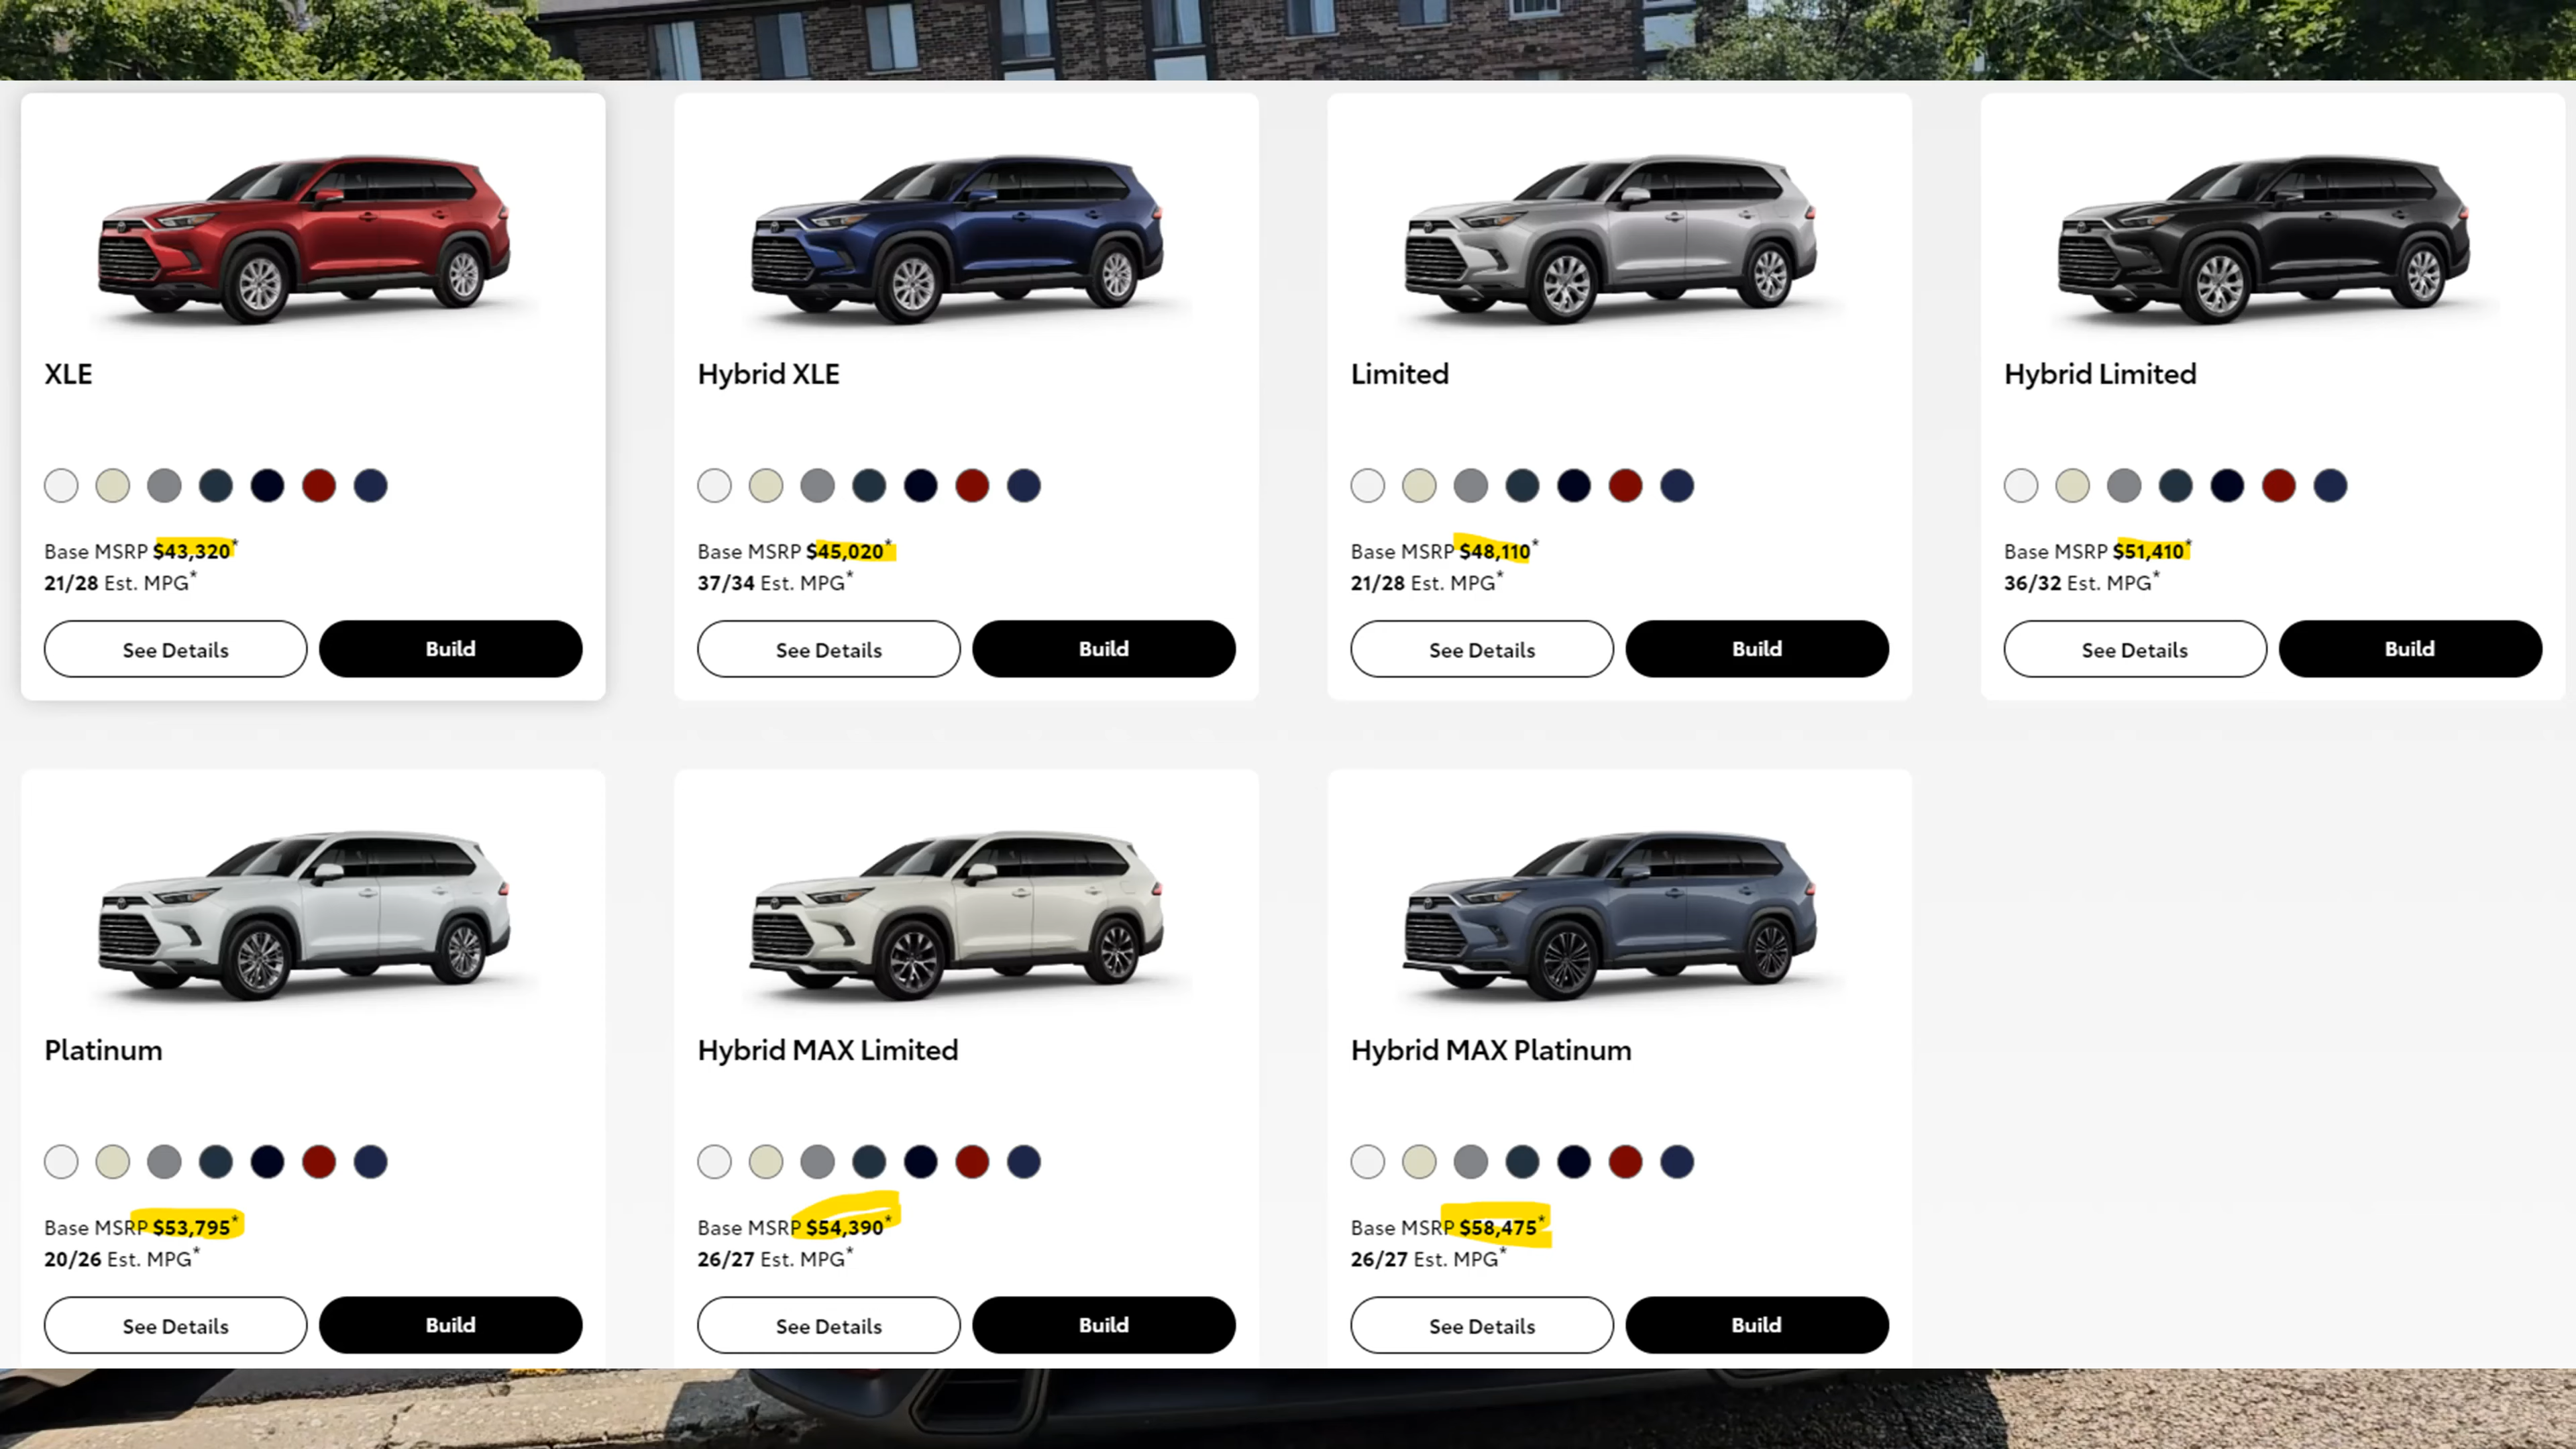 XLE
Base MSRP $43,320*
21/28 Est. MPG*
See Details
Build
Hybrid XLE
Base MSRP $45,020*
37/34 Est. MPG*
See Details
Build
Limited
Base MSRP $48,110*
21/28 Est. MPG*
See Details
Build
Hybrid Limited
Base MSRP $51,410*
36/32 Est. MPG*
See Details
Build
Platinum
Base MSRP $53,795*
20/26 Est. MPG*
See Details
Build
Hybrid MAX Limited
Base MSRP $54,390*
26/27 Est. MPG*
See Details
Build
Hybrid MAX Platinum
Base MSRP $58,475*
26/27 Est. MPG*
See Details
Build